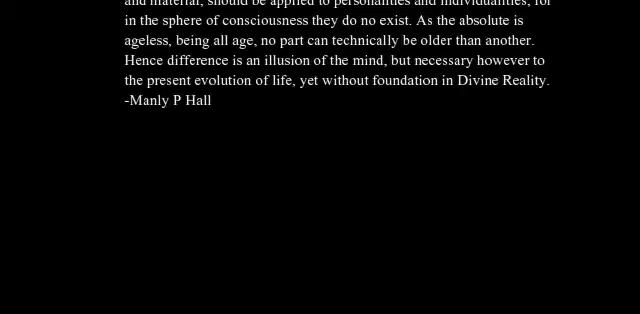 and material, should be applied to personalities and individualities, for
in the sphere of consciousness they do no exist. As the absolute is
ageless, being all age, no part can technically be older than another.
Hence difference is an illusion of the mind, but necessary however to
the present evolution of life, yet without foundation in Divine Reality.
-Manly P Hall